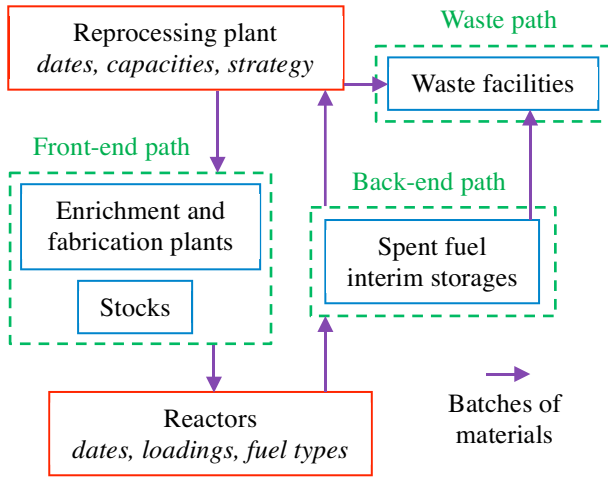 Reprocessing plant
dates, capacities, strategy
Waste path
Waste facilities
Front-end path
Enrichment and
fabrication plants
Stocks
Back-end path
Spent fuel
interim storages
Reactors
dates, loadings, fuel types
Batches of
materials